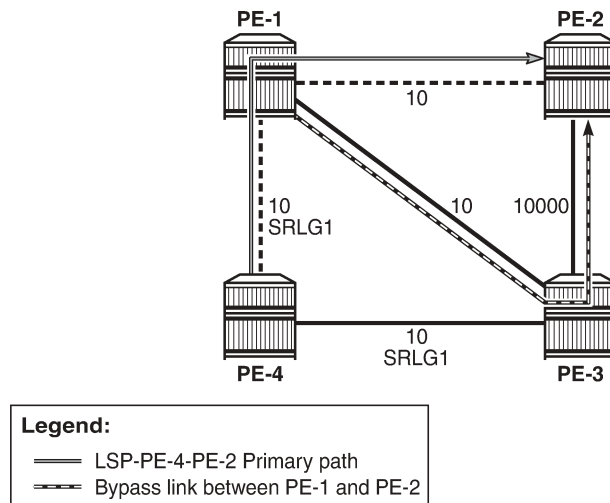 PE-1
PE-2
10
10
SRLG1
10
10000
10
SRLG1
PE-4
PE-3
Legend:
LSP-PE-4-PE-2 Primary path
Bypass link between PE-1 and PE-2